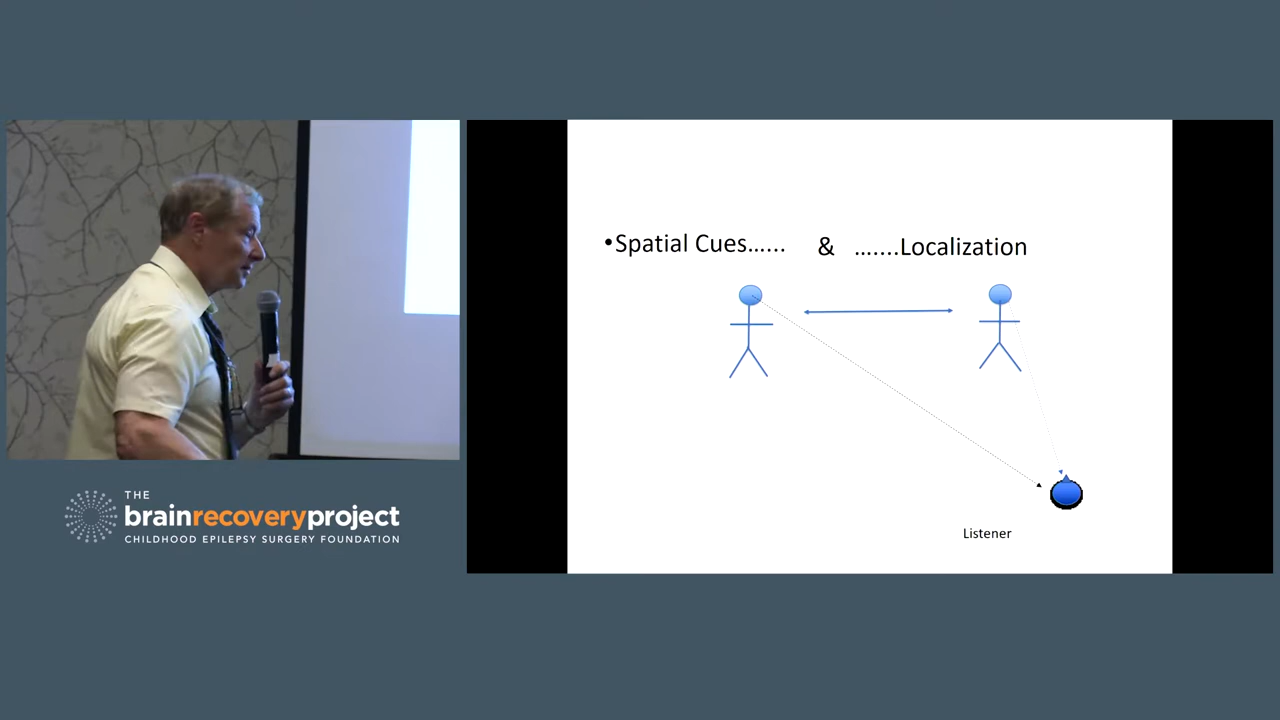 •Spatial Cues…... & …....Localization
Listener
THE
brainrecoveryproject
CHILDHOOD EPILEPSY SURGERY FOUNDATION